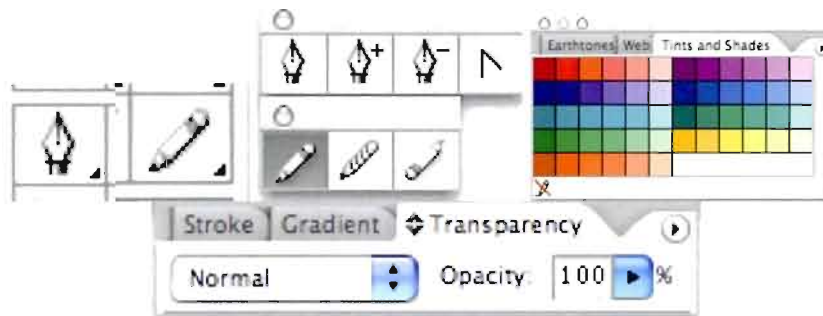 Earthtones Web Tints and Shades
Stroke Gradient Transparency
Normal Opacity: 100 %